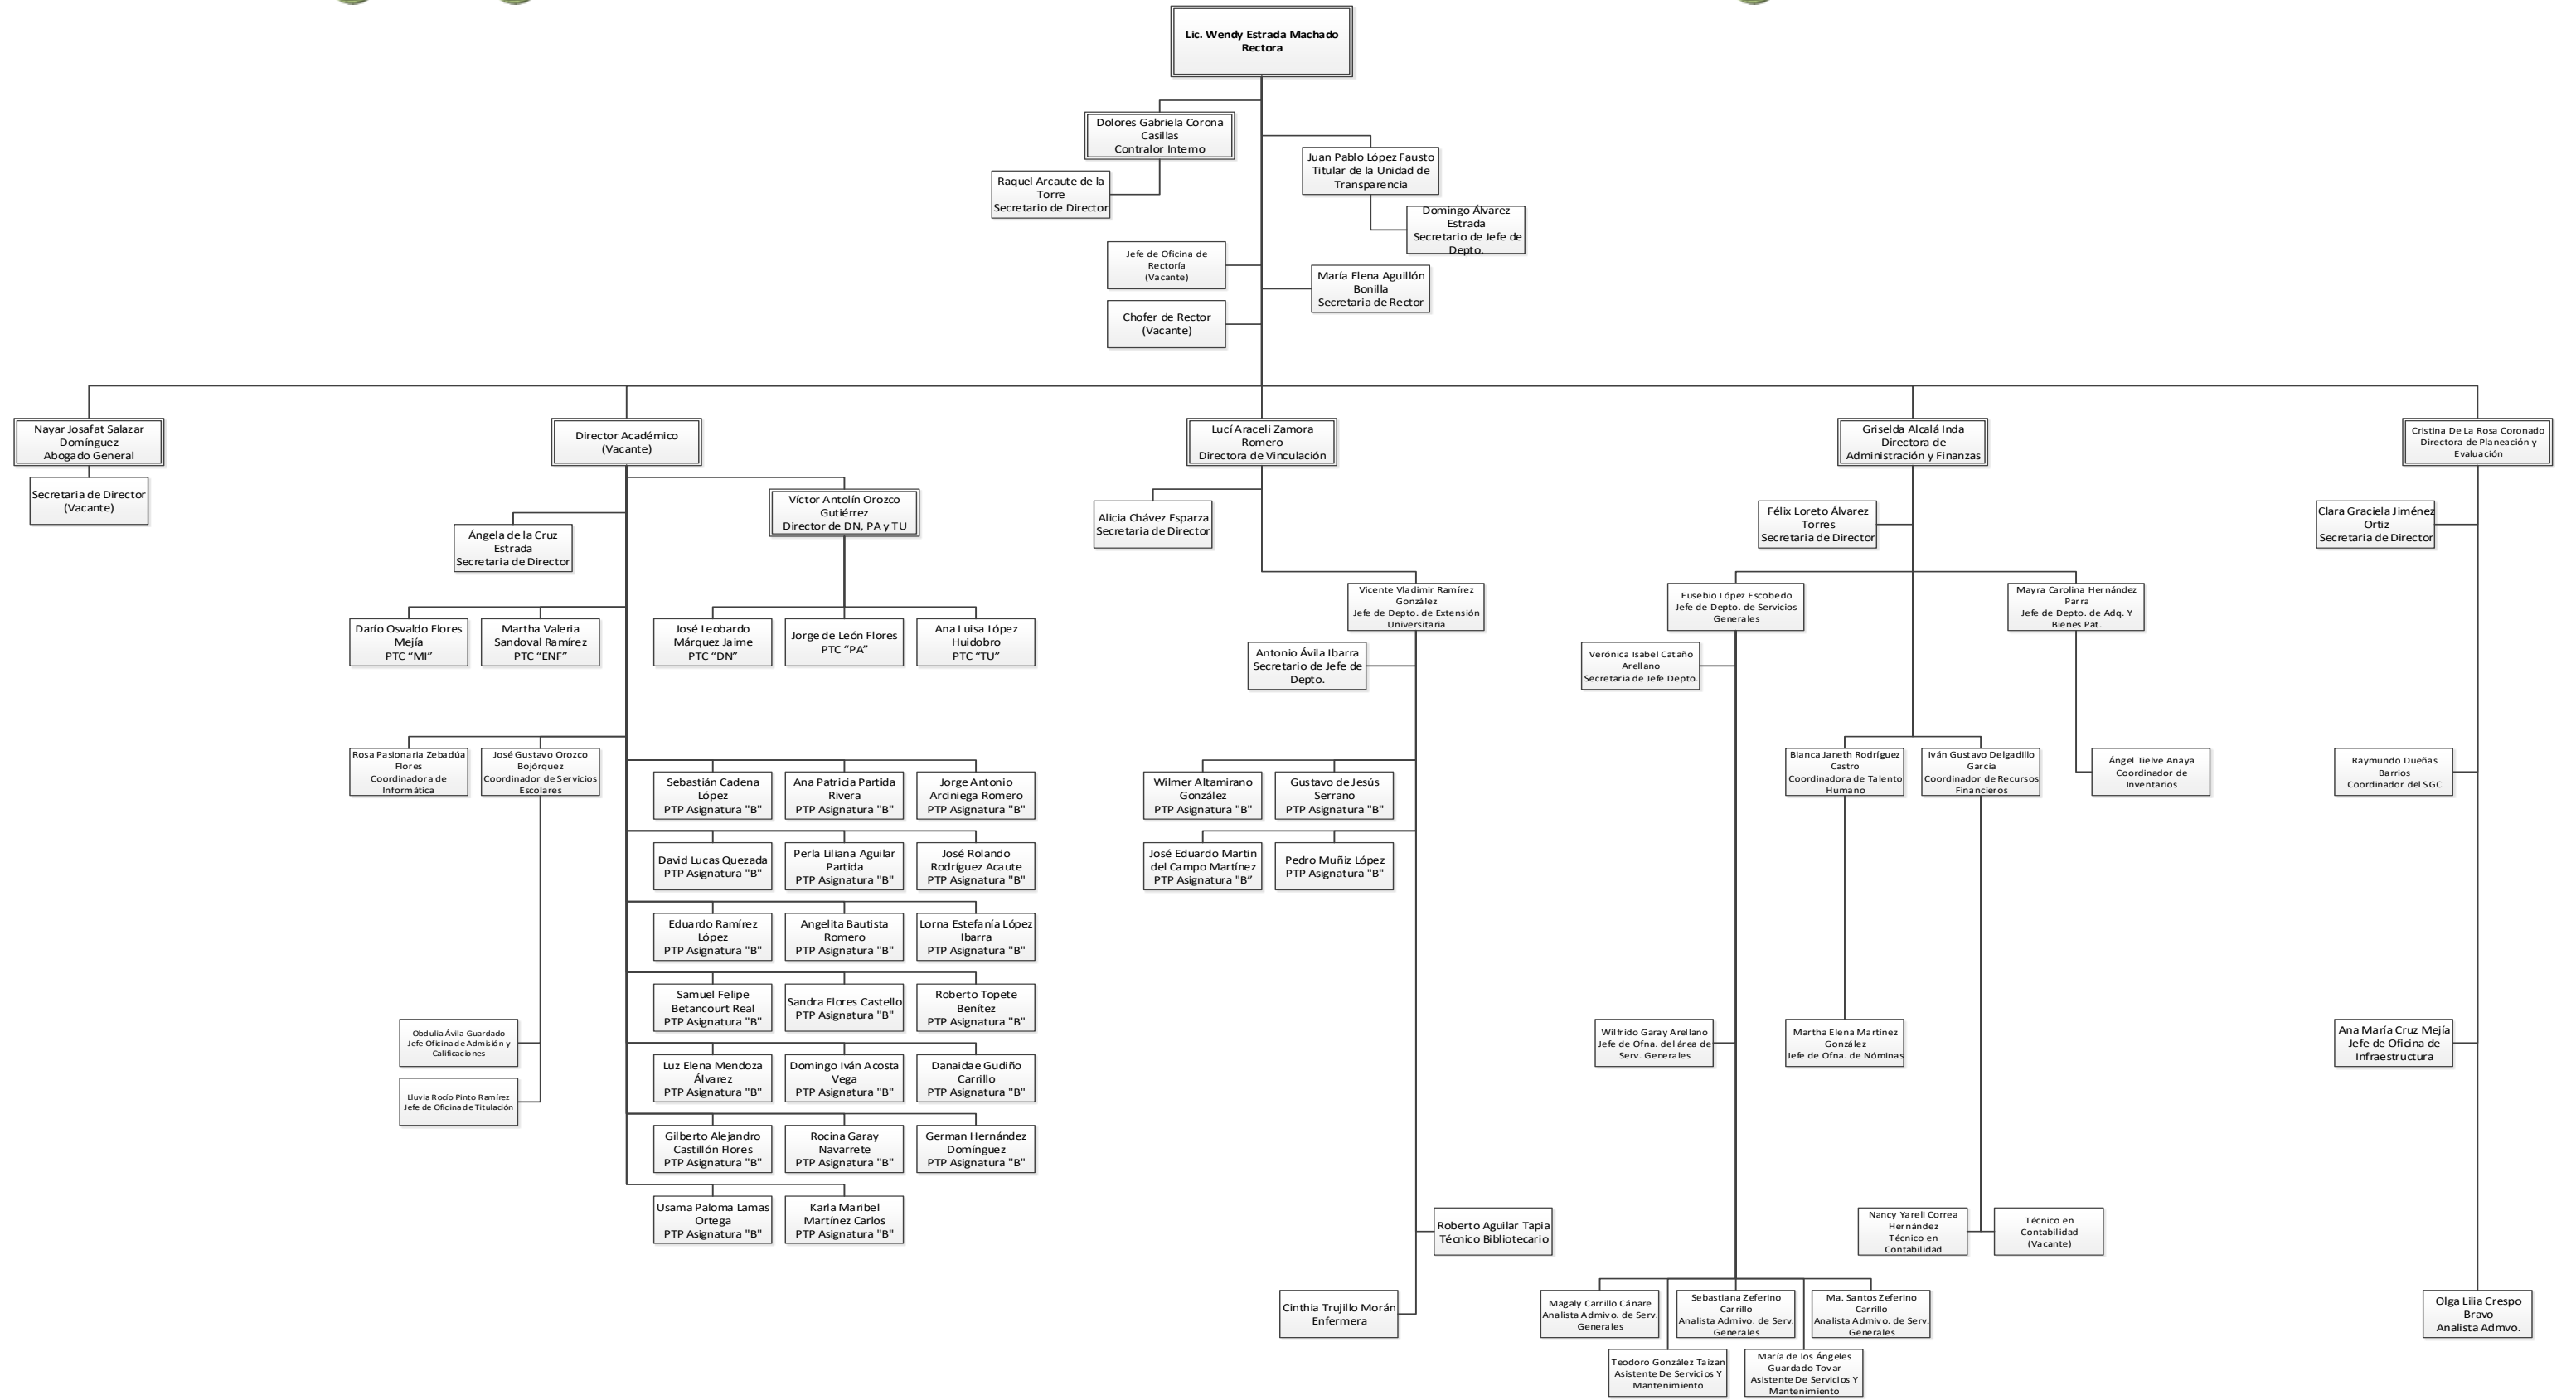 Lic. Wendy Estrada Machado
Rectora
Dolores Gabriela Corona
Casillas
Contralor Interno
Juan Pablo López Fausto
Titular de la Unidad de
Transparencia
Raquel Arcaute de la
Torre
Secretario de Director
Domingo Álvarez
Estrada
Secretario de Jefe de
Depto.
Jefe de Oficina de
Rectoría
(Vacante)
María Elena Aguillón
Bonilla
Secretaria de Rector
Chofer de Rector
(Vacante)
Nayar Josafat Salazar
Domínguez
Abogado General
Director Académico
(Vacante)
Lucí Araceli Zamora
Romero
Directora de Vinculación
Griselda Alcalá Inda
Directora de
Administración y Finanzas
Cristina De La Rosa Coronado
Directora de Planeación y
Evaluación
Secretaria de Director
(Vacante)
Víctor Antolín Orozco
Gutiérrez
Director de DN, PA y TU
Ángela de la Cruz
Estrada
Secretaria de Director
Alicia Chávez Esparza
Secretaria de Director
Félix Loreto Álvarez
Torres
Secretaria de Director
Clara Graciela Jiménez
Ortiz
Secretaria de Director
Vicente Vladimir Ramírez
González
Jefe de Depto. de Extensión
Universitaria
Eusebio López Escobedo
Jefe de Depto. de Servicios
Generales
Mayra Carolina Hernández
Parra
Jefe de Depto. de Adq. Y
Bienes Pat.
Darío Osvaldo Flores
Mejía
PTC “MI”
Martha Valeria
Sandoval Ramírez
PTC “ENF”
José Leobardo
Márquez Jaime
PTC “DN”
Jorge de León Flores
PTC “PA”
Ana Luisa López
Huidobro
PTC “TU”
Antonio Ávila Ibarra
Secretario de Jefe de
Depto.
Verónica Isabel Cataño
Arellano
Secretaria de Jefe Depto.
Rosa Pasionaria Zebadúa
Flores
Coordinadora de
Informática
José Gustavo Orozco
Bojórquez
Coordinador de Servicios
Escolares
Bianca Janeth Rodríguez
Castro
Coordinadora de Talento
Humano
Iván Gustavo Delgadillo
García
Coordinador de Recursos
Financieros
Ángel Tielve Anaya
Coordinador de
Inventarios
Raymundo Dueñas
Barrios
Coordinador del SGC
Sebastián Cadena
López
PTP Asignatura "B"
Ana Patricia Partida
Rivera
PTP Asignatura "B"
Jorge Antonio
Arciniega Romero
PTP Asignatura "B"
Wilmer Altamirano
González
PTP Asignatura "B"
Gustavo de Jesús
Serrano
PTP Asignatura "B"
David Lucas Quezada
PTP Asignatura "B"
Perla Liliana Aguilar
Partida
PTP Asignatura "B"
José Rolando
Rodríguez Acaute
PTP Asignatura "B"
José Eduardo Martin
del Campo Martínez
PTP Asignatura "B”
Pedro Muñiz López
PTP Asignatura "B"
Eduardo Ramírez
López
PTP Asignatura "B"
Angelita Bautista
Romero
PTP Asignatura "B"
Lorna Estefanía López
Ibarra
PTP Asignatura "B"
Samuel Felipe
Betancourt Real
PTP Asignatura "B"
Sandra Flores Castello
PTP Asignatura "B"
Roberto Topete
Benítez
PTP Asignatura "B"
Obdulia Ávila Guardado
Jefe Oficina de Admisión y
Calificaciones
Wilfrido Garay Arellano
Jefe de Ofna. del área de
Serv. Generales
Martha Elena Martínez
González
Jefe de Ofna. de Nóminas
Ana María Cruz Mejía
Jefe de Oficina de
Infraestructura
Luz Elena Mendoza
Álvarez
PTP Asignatura "B"
Domingo Iván Acosta
Vega
PTP Asignatura "B"
Danaidae Gudiño
Carrillo
PTP Asignatura "B"
Lluvia Rocío Pinto Ramírez
Jefe de Oficina de Titulación
Gilberto Alejandro
Castillón Flores
PTP Asignatura "B"
Rocina Garay
Navarrete
PTP Asignatura "B"
German Hernández
Domínguez
PTP Asignatura "B"
Usama Paloma Lamas
Ortega
PTP Asignatura "B"
Karla Maribel
Martínez Carlos
PTP Asignatura "B"
Roberto Aguilar Tapia
Técnico Bibliotecario
Nancy Yareli Correa
Hernández
Técnico en
Contabilidad
Técnico en
Contabilidad
(Vacante)
Cinthia Trujillo Morán
Enfermera
Magaly Carrillo Cánare
Analista Admivo. de Serv.
Generales
Sebastiana Zeferino
Carrillo
Analista Admivo. de Serv.
Generales
Ma. Santos Zeferino
Carrillo
Analista Admivo. de Serv.
Generales
Olga Lilia Crespo
Bravo
Analista Admvo.
Teodoro González Taizan
Asistente De Servicios Y
Mantenimiento
María de los Ángeles
Guardado Tovar
Asistente De Servicios Y
Mantenimiento